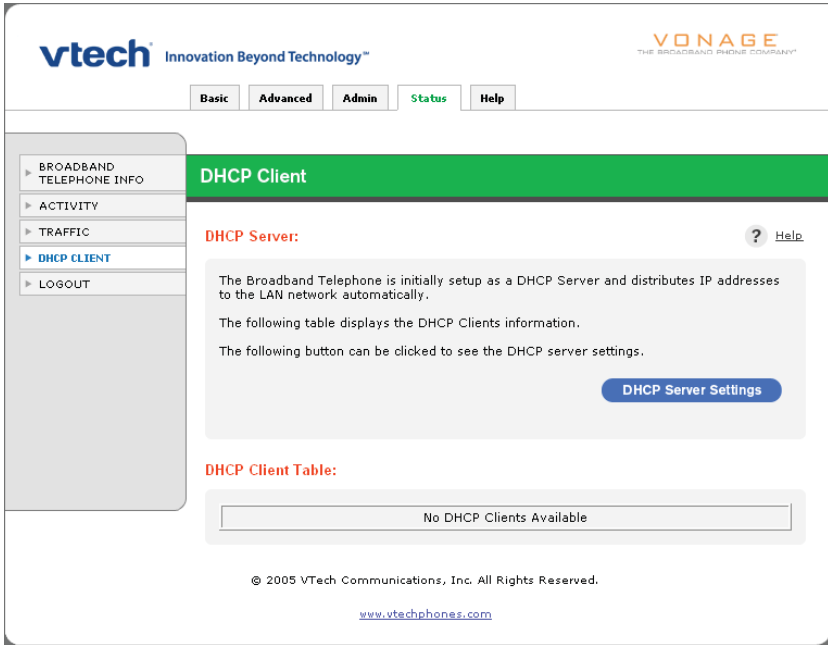 vtech Innovation Beyond Technology™
VONAGE
THE BROADBAND PHONE COMPANY℠
Basic Advanced Admin Status Help
BROADBAND
TELEPHONE INFO
ACTIVITY
TRAFFIC
DHCP CLIENT
LOGOUT
DHCP Client
DHCP Server:
? Help
The Broadband Telephone is initially setup as a DHCP Server and distributes IP addresses
to the LAN network automatically.
The following table displays the DHCP Clients information.
The following button can be clicked to see the DHCP server settings.
DHCP Server Settings
DHCP Client Table:
No DHCP Clients Available
© 2005 VTech Communications, Inc. All Rights Reserved.
www.vtechphones.com